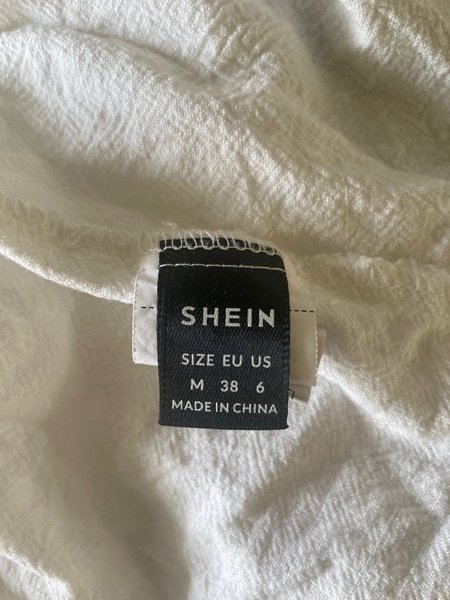 SHEIN
SIZE EU US
M 38 6
MADE IN CHINA